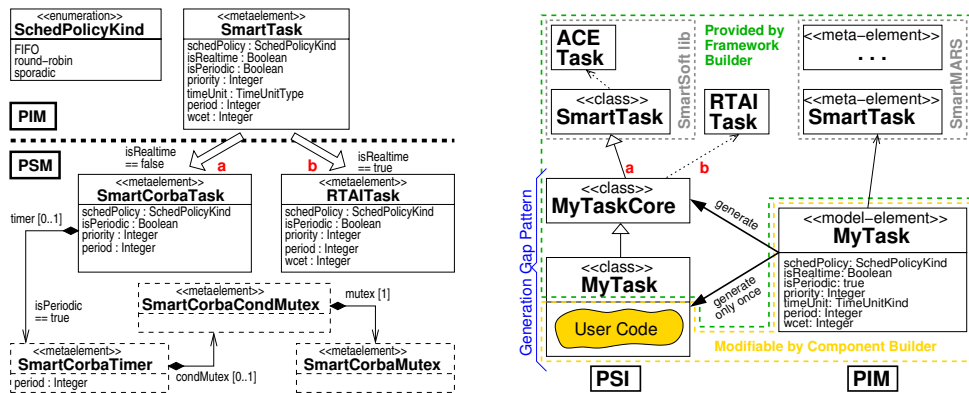 <<enumeration>>
SchedPolicyKind
FIFO
round-robin
sporadic
<<metaelement>>
SmartTask
schedPolicy : SchedPolicyKind
isRealtime : Boolean
isPeriodic : Boolean
priority : Integer
timeUnit : TimeUnitType
period : Integer
wcet : Integer
PIM
PSM
isRealtime
== false
a
b
isRealtime
== true
<<metaelement>>
SmartCorbaTask
schedPolicy : SchedPolicyKind
isPeriodic : Boolean
priority : Integer
period : Integer
<<metaelement>>
RTAITask
schedPolicy : SchedPolicyKind
isPeriodic : Boolean
priority : Integer
period : Integer
wcet : Integer
timer [0..1]
isPeriodic
== true
<<metaelement>>
SmartCorbaCondMutex
mutex [1]
<<metaelement>>
SmartCorbaTimer
period : Integer
condMutex [0..1]
<<metaelement>>
SmartCorbaMutex
ACE
Task
SmartSoft lib
Provided by
Framework
Builder
<<meta-element>>
. . .
SmartMARS
<<class>>
SmartTask
RTAI
Task
<<meta-element>>
SmartTask
a
b
Generation Gap Pattern
<<class>>
MyTaskCore
generate
<<model-element>>
MyTask
schedPolicy: SchedPolicyKind
isRealtime: Boolean
isPeriodic: true
priority: Integer
timeUnit: TimeUnitKind
period: Integer
wcet: Integer
<<class>>
MyTask
generate
only once
User Code
Modifiable by Component Builder
PSI
PIM